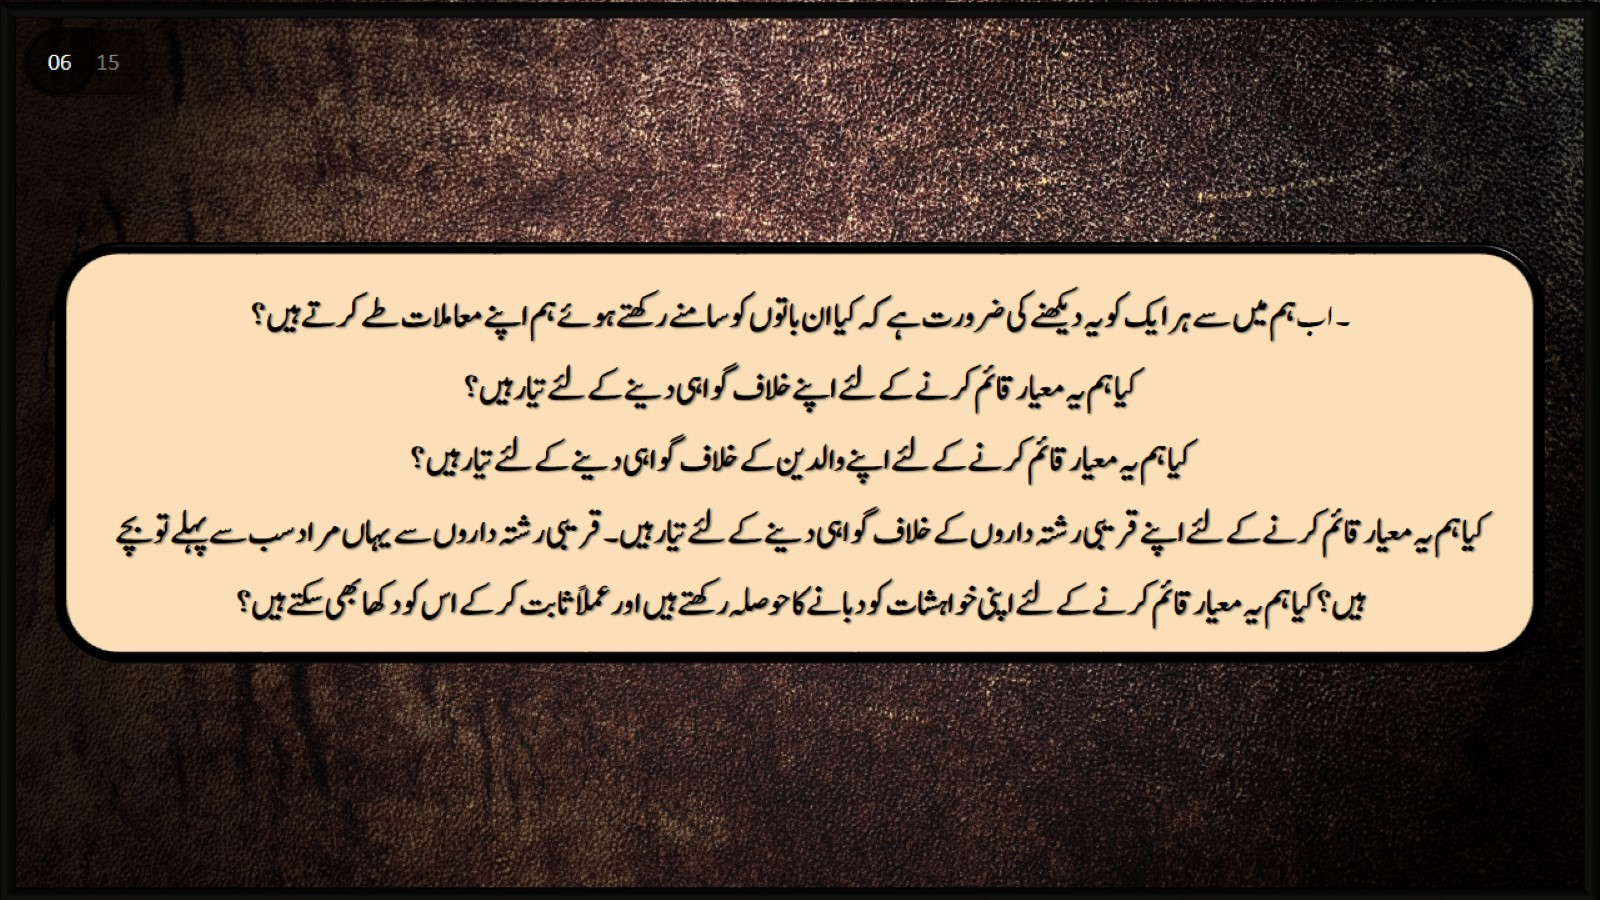 06 15
۔اب ہم میں سے ہر ایک کو یہ دیکھنے کی ضرورت ہے کہ کیا ان باتوں کو سامنے رکھتے ہوئے ہم اپنے معاملات طے کرتے ہیں؟
کیا ہم یہ معیار قائم کرنے کے لئے اپنے خلاف گواہی دینے کے لئے تیار ہیں؟
کیا ہم یہ معیار قائم کرنے کے لئے اپنے والدین کے خلاف گواہی دینے کے لئے تیار ہیں؟
کیا ہم یہ معیار قائم کرنے کے لئے اپنے قریبی رشتہ داروں کے خلاف گواہی دینے کے لئے تیار ہیں۔ قریبی رشتہ داروں سے یہاں مراد سب سے پہلے تو بچے
ہیں؟ کیا ہم یہ معیار قائم کرنے کے لئے اپنی خواہشات کو دبانے کا حوصلہ رکھتے ہیں اور عملاً ثابت کر کے اس کو دکھا بھی سکتے ہیں؟